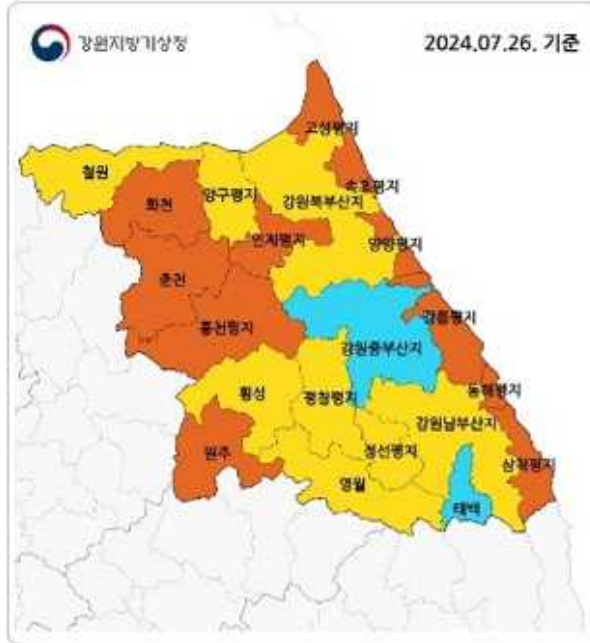 강원지방기상청
2024.07.26. 기준
고성평지
철원
속초평지
양구평지
화천
강원북부산지
인제평지
양양평지
춘천
강릉평지
홍천평지
강원중부산지
동해평지
횡성
평창평지
강원남부산지
원주
정선평지
삼척평지
영월
태백